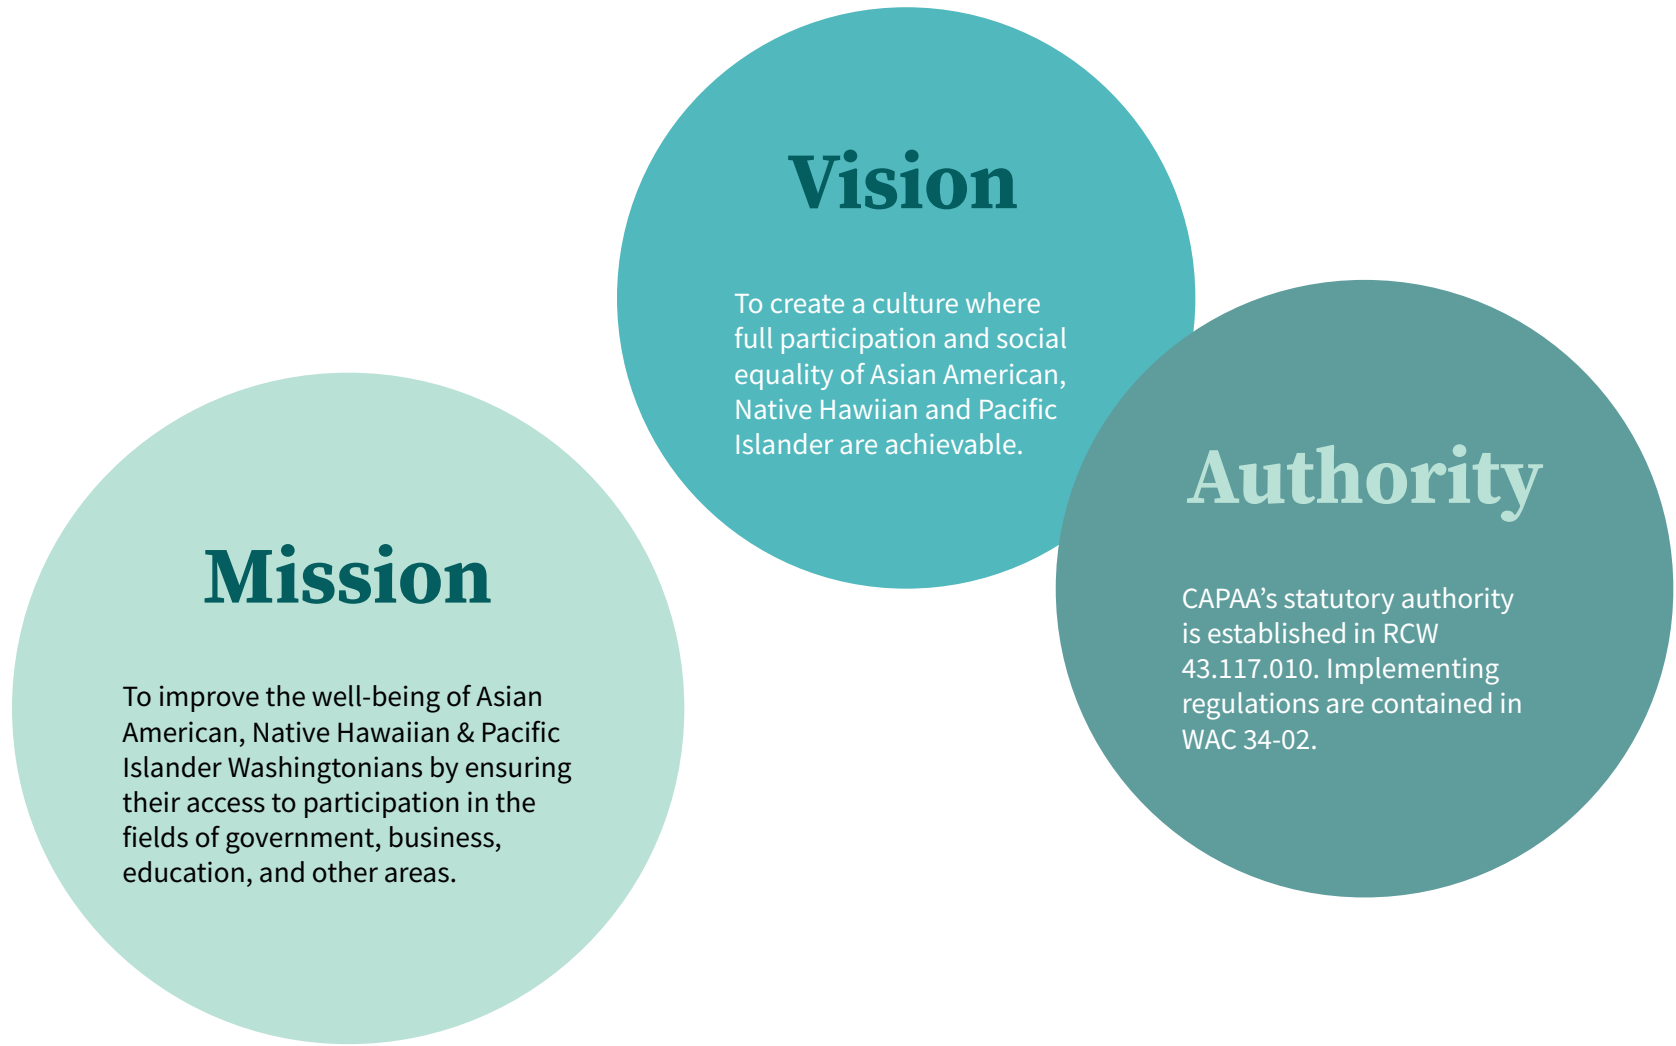 Mission
To improve the well-being of Asian
American, Native Hawaiian & Pacific
Islander Washingtonians by ensuring
their access to participation in the
fields of government, business,
education, and other areas.
Vision
To create a culture where
full participation and social
equality of Asian American,
Native Hawiian and Pacific
Islander are achievable.
Authority
CAPAA’s statutory authority
is established in RCW
43.117.010. Implementing
regulations are contained in
WAC 34-02.